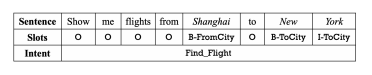 Sentence Show me flights from Shanghai to New York
Slots O O O O B-FromCity O B-ToCity I-ToCity
Intent Find_Flight